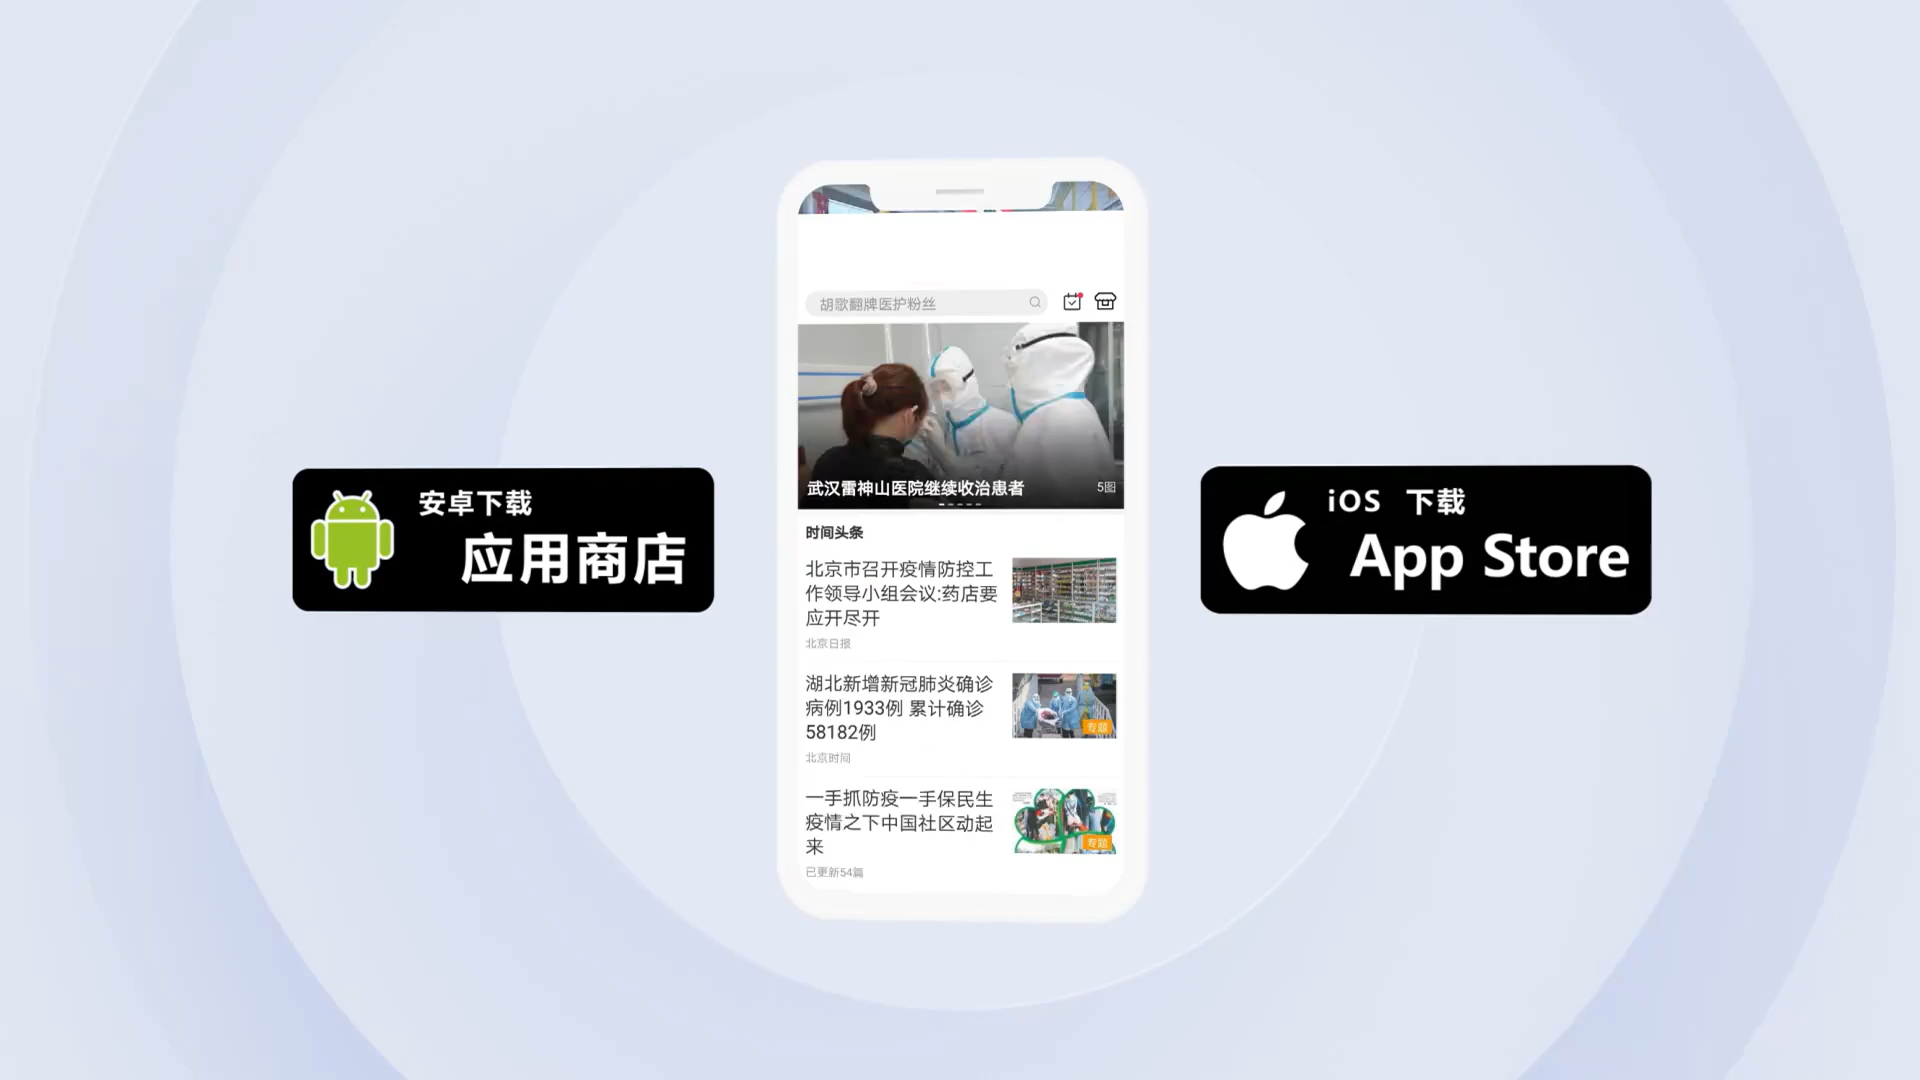 安卓下载
应用商店
胡歌翻牌医护粉丝
武汉雷神山医院继续收治患者
5图
时间头条
北京市召开疫情防控工
作领导小组会议:药店要
应开尽开
北京日报
湖北新增新冠肺炎确诊
病例1933例 累计确诊
58182例
专题
北京时间
一手抓防疫一手保民生
疫情之下中国社区动起
来
专题
已更新54篇
iOS 下载
App Store